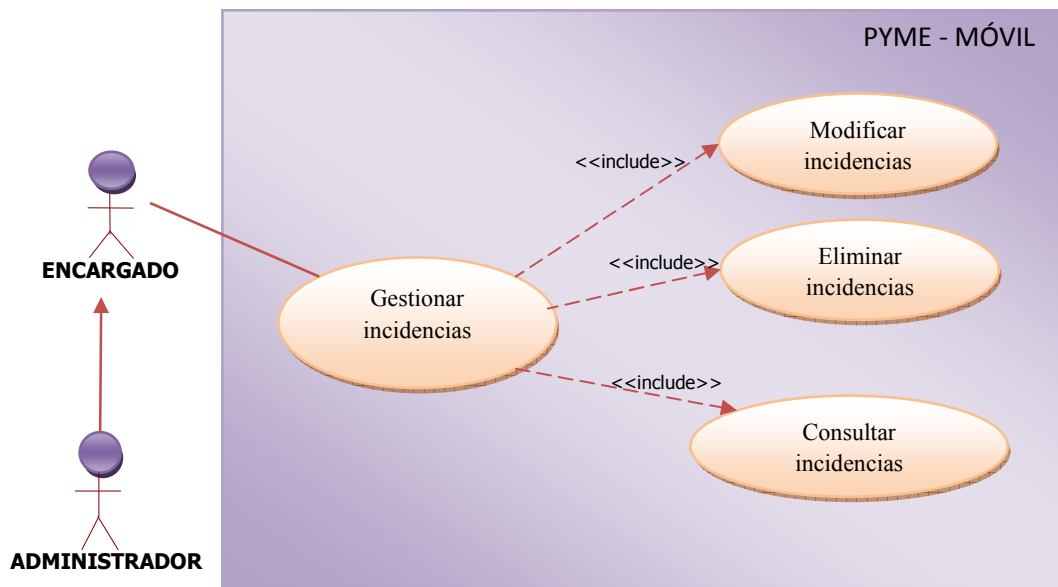 PYME - MÓVIL
Modificar
incidencias
<<include>>
ENCARGADO
Eliminar
incidencias
<<include>>
Gestionar
incidencias
<<include>>
Consultar
incidencias
ADMINISTRADOR